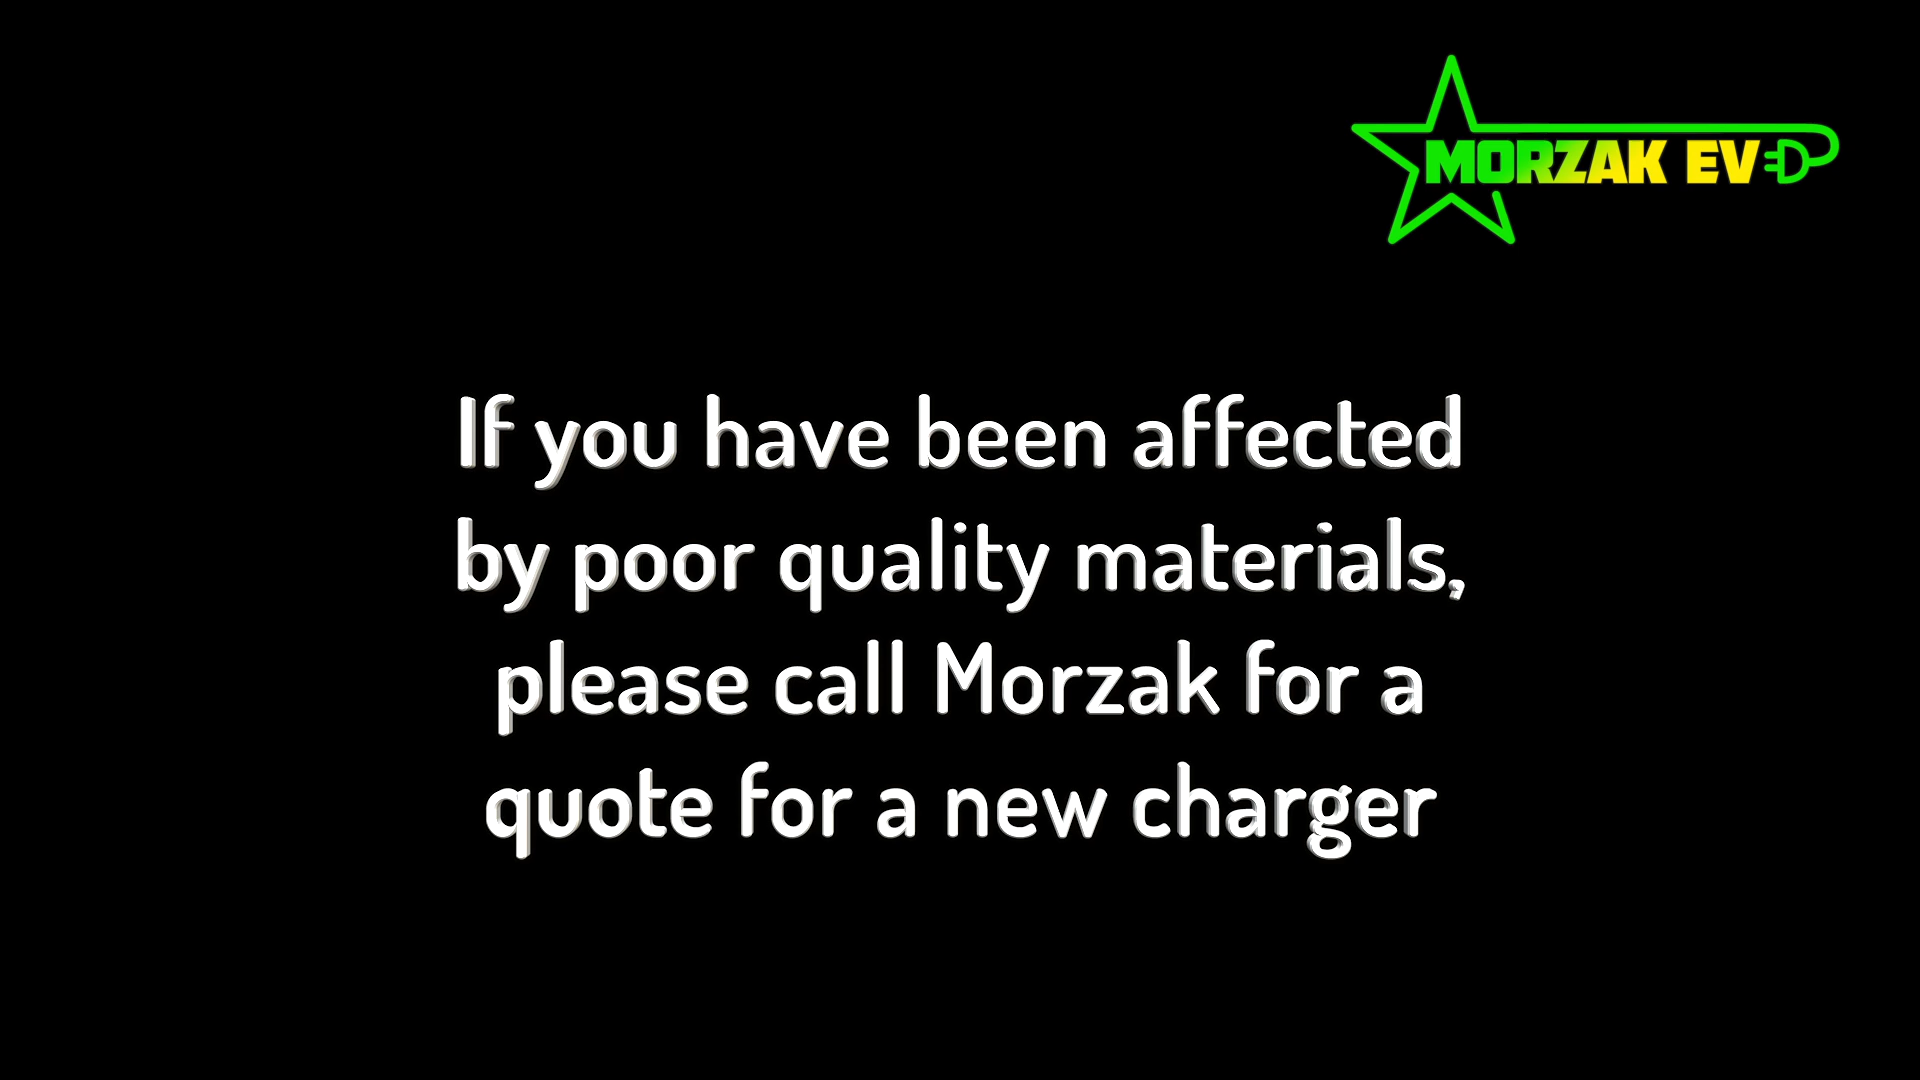 MORZAK EV
If you have been affected
by poor quality materials,
please call Morzak for a
quote for a new charger